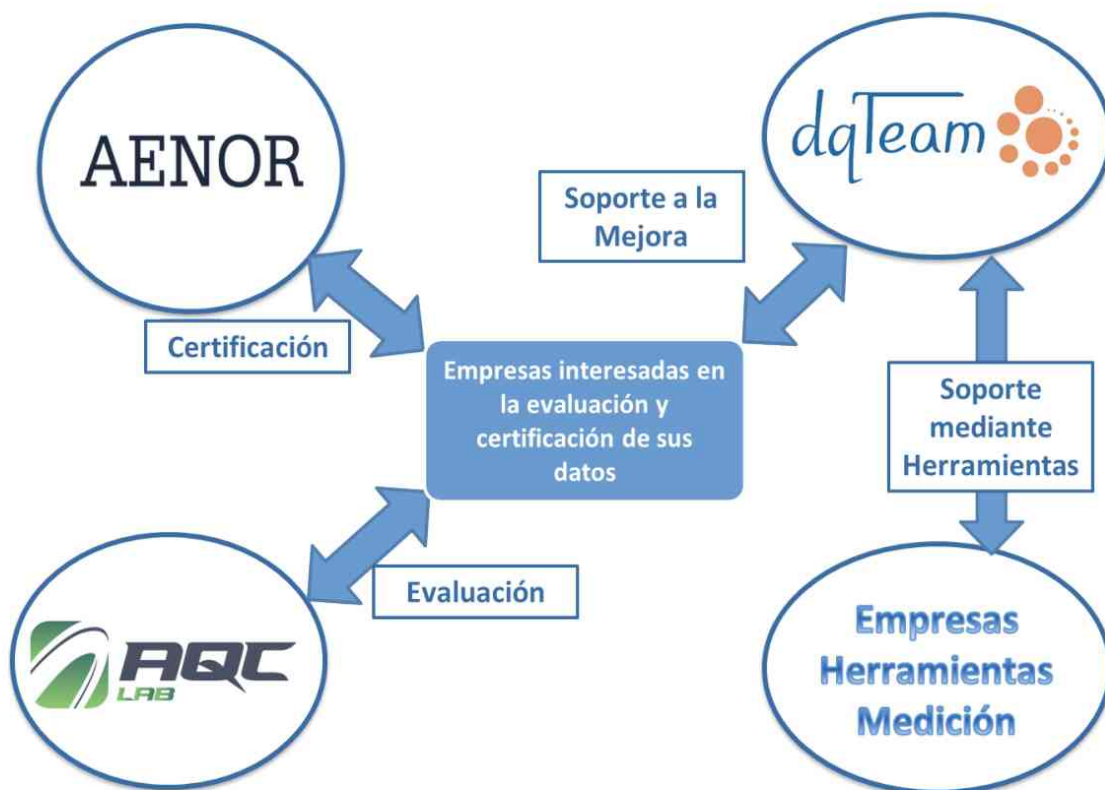 AENOR
dqTeam
Soporte a la
Mejora
Certificación
Empresas interesadas en
la evaluación y
certificación de sus
datos
Soporte
mediante
Herramientas
Evaluación
AQC
LAB
Empresas
Herramientas
Medición